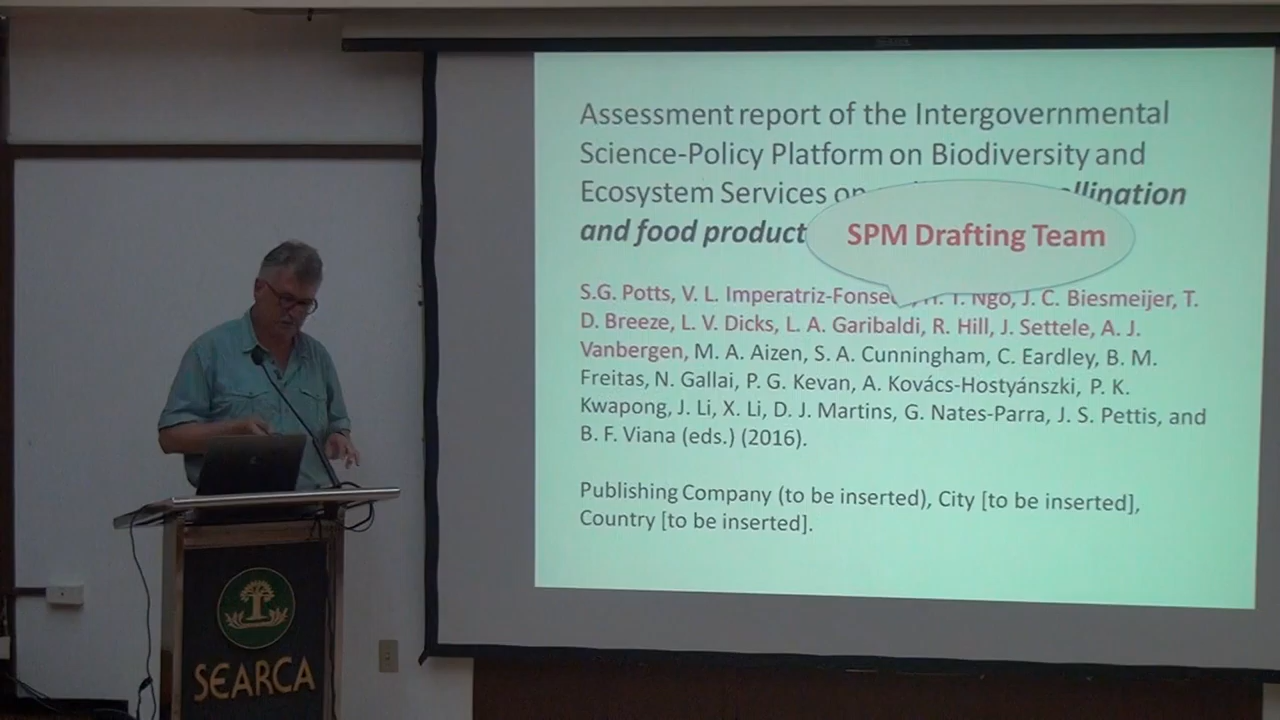 Assessment report of the Intergovernmental
Science-Policy Platform on Biodiversity and
Ecosystem Services on
and food product
SPM Drafting Team
S.G. Potts, V. L. Imperatriz-Fonse Ngo, J. C. Biesmeijer, T.
D. Breeze, L. V. Dicks, L. A. Garibaldi, R. Hill, J. Settele, A. J.
Vanbergen, M. A. Aizen, S. A. Cunningham, C. Eardley, B. M.
Freitas, N. Gallai, P. G. Kevan, A. Kovács-Hostyánszki, P. K.
Kwapong, J. Li, X. Li, D. J. Martins, G. Nates-Parra, J. S. Pettis, and
B. F. Viana (eds.) (2016).
Publishing Company (to be inserted), City [to be inserted],
Country [to be inserted].
SEARCA